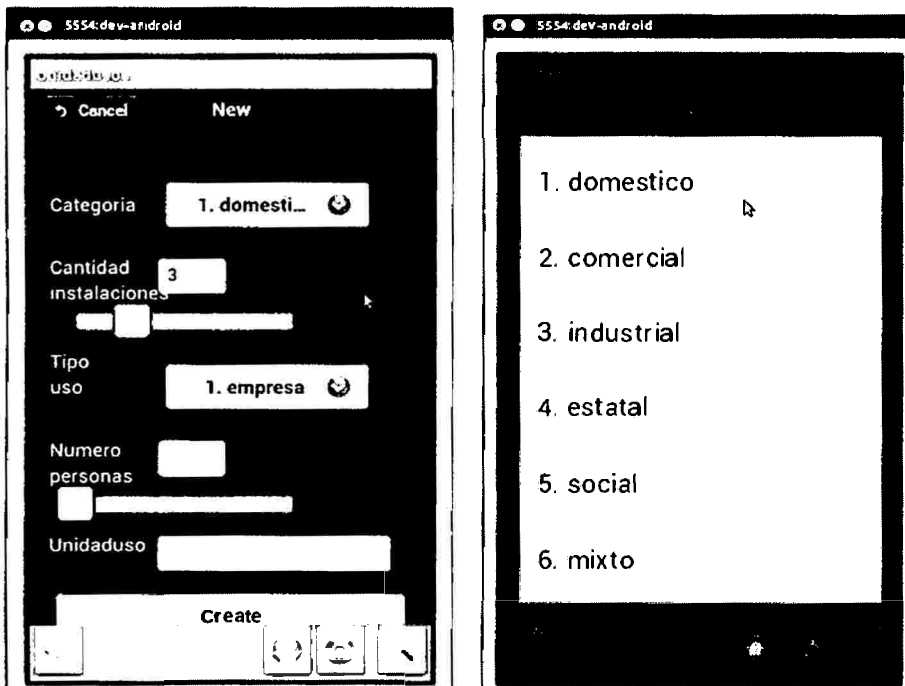 5554:dev-android
Cancel New
Categoria 1. domesti...
Cantidad
instalaciones
3
Tipo
uso
1. empresa
Numero
personas
Unidaduso
Create
5554:dev-android
1. domestico
2. comercial
3. industrial
4. estatal
5. social
6. mixto